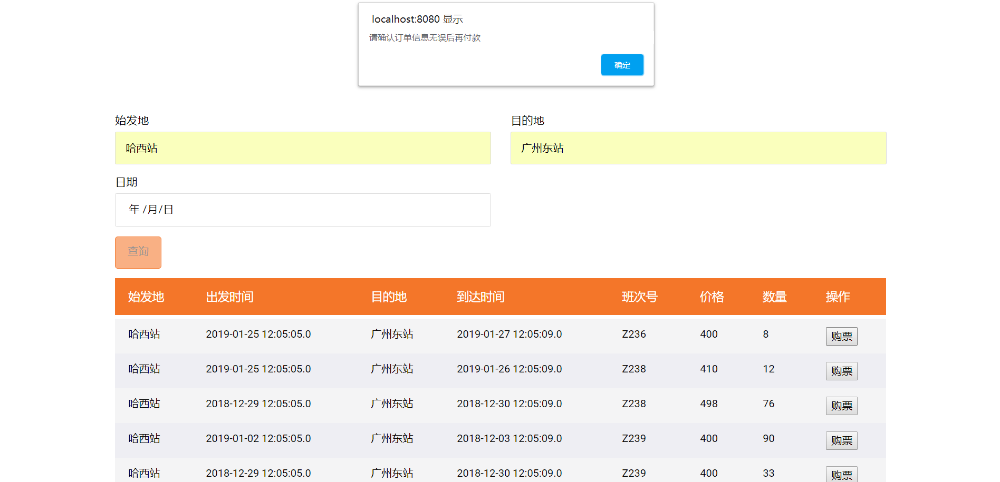 localhost:8080 显示
请确认订单信息无误后再付款
确定
始发地 目的地
哈西站 广州东站
日期
年 /月/日
查询
始发地 出发时间 目的地 到达时间 班次号 价格 数量 操作
哈西站 2019-01-25 12:05:05.0 广州东站 2019-01-27 12:05:09.0 Z236 400 8 购票
哈西站 2019-01-25 12:05:05.0 广州东站 2019-01-26 12:05:09.0 Z238 410 12 购票
哈西站 2018-12-29 12:05:05.0 广州东站 2018-12-30 12:05:09.0 Z238 498 76 购票
哈西站 2019-01-02 12:05:05.0 广州东站 2018-12-03 12:05:09.0 Z239 400 90 购票
哈西站 2018-12-29 12:05:05.0 广州东站 2018-12-30 12:05:09.0 Z239 400 33 购票